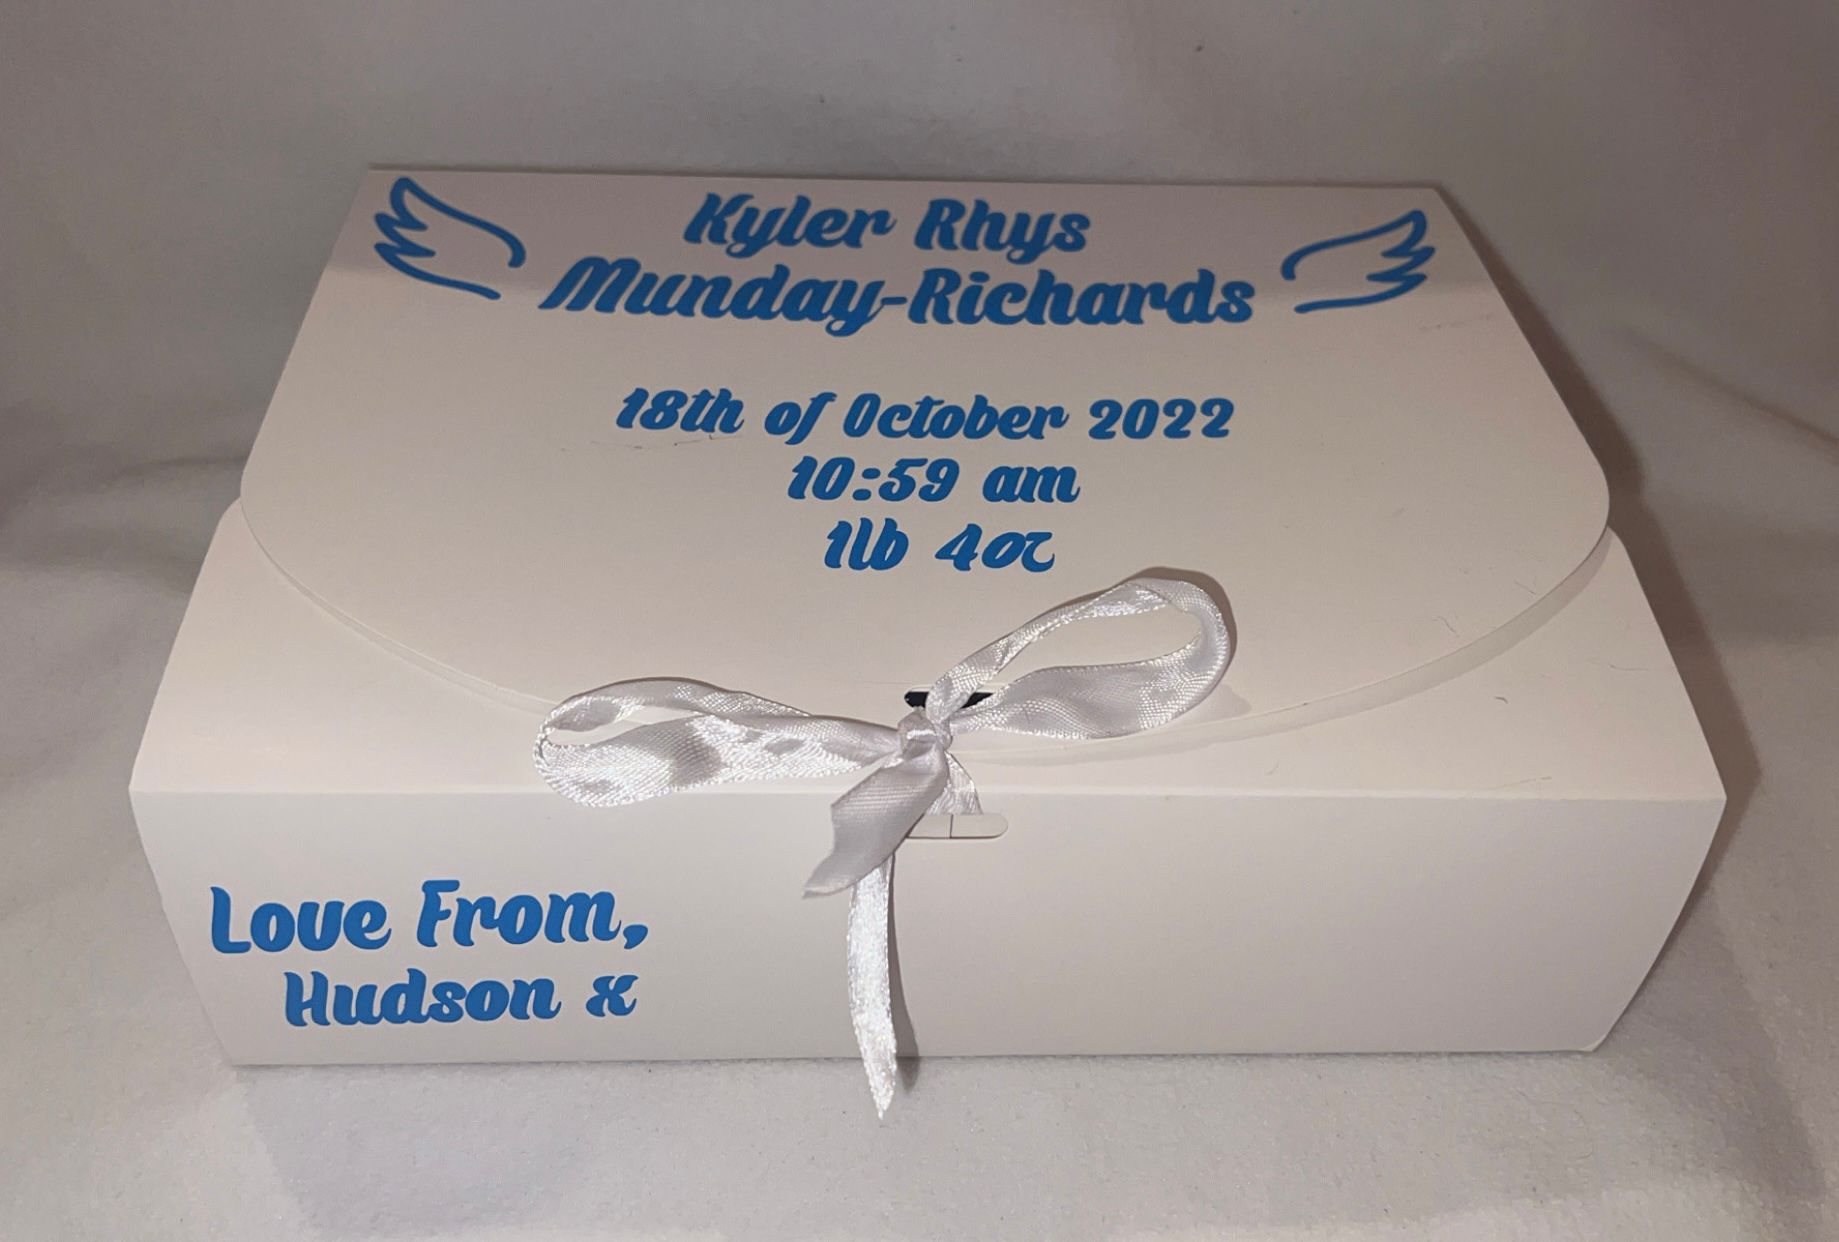 Kyler Rhys
Munday-Richards
18th of October 2022
10:59 am
1lb 4oz
Love From,
Hudson x